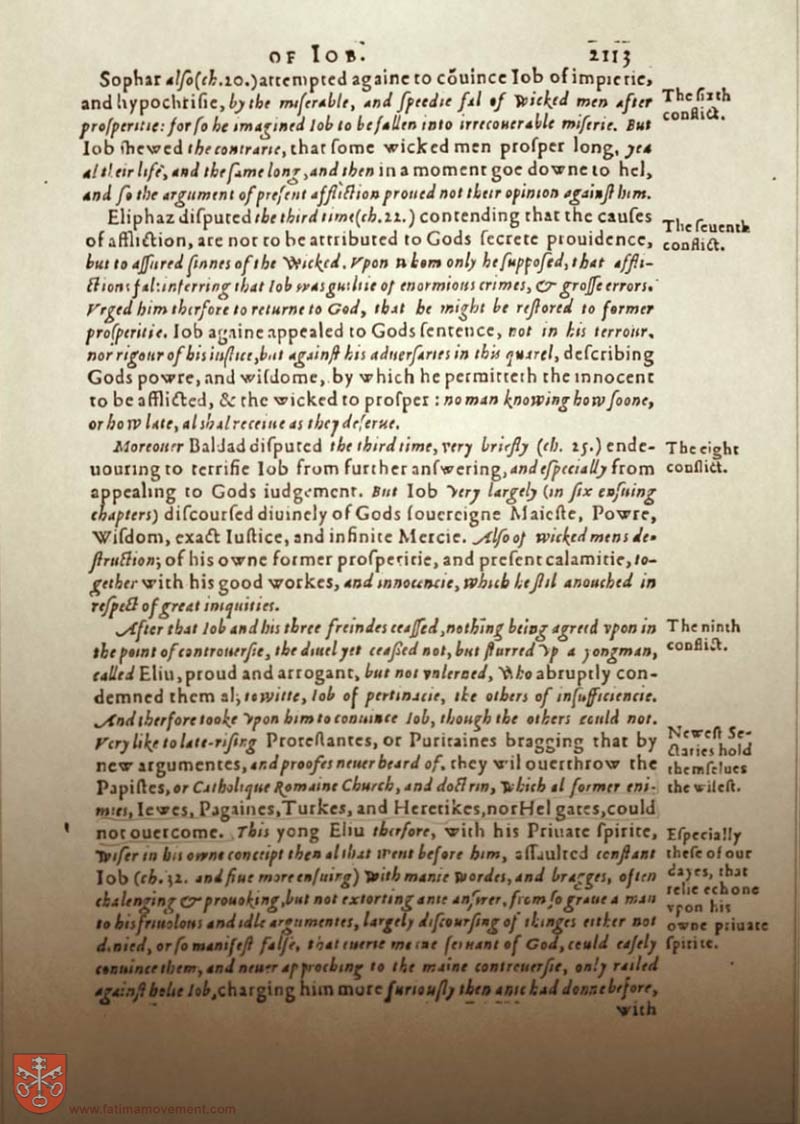 OF IOB. 2113
Sophar alſo (ch. 20.) attempted againe to cōuince Iob of impietie,
and hypochriſie, by the miſerable, and ſpeedie fal of wicked men after
proſperitie: for ſo he imagined Iob to be fallen into irrecouerable miſerie. But
Iob ſhewed the contrarie, that ſome wicked men proſper long, yea
al their life, and the ſame long, and then in a moment goe downe to hel,
and ſo the argument of preſent affliction proued not their opinion againſt him.
The ſixth
conflict.
Eliphaz diſputed the third time (ch. 22.) contending that the cauſes
of affliction, are not to be attributed to Gods ſecrete prouidence,
but to aſſured ſinnes of the wicked. Vpon whom only he ſuppoſed, that affli-
ctions fal: inferring that Iob was guiltie of enormious crimes, & groſſe errors.
Vrged him therfore to returne to God, that he might be reſtored to former
proſperitie. Iob againe appealed to Gods ſentence, not in his terrour,
nor rigour of his iuſtice, but againſt his aduerſaries in this quarel, deſcribing
Gods powre, and wiſdome, by which he permitteth the innocent
to be afflicted, & the wicked to proſper: no man knowing how ſoone,
or how late, al shal receiue as they deſerue.
The ſeuenth
conflict.
Moreouer Baldad diſputed the third time, very briefly (ch. 25.) ende-
uouring to terrifie Iob from further anſwering, and eſpecially from
appealing to Gods iudgement. But Iob very largely (in ſix enſuing
chapters) diſcourſed diuinely of Gods ſouereigne Maieſte, Powre,
Wiſdom, exact Iuſtice, and infinite Mercie. Alſo of wicked mens de-
ſtruction; of his owne former proſperitie, and preſent calamitie, to-
gether with his good workes, and innocencie, which he ſtil auouched in
reſpect of great iniquities.
The eight
conflict.
After that Iob and his three freindes ceaſſed, nothing being agreed vpon in
the point of controuerſie, the diuel yet ceaſſed not, but ſturred vp a yongman,
called Eliu, proud and arrogant, but not vnlerned, who abruptly con-
demned them al; to witte, Iob of pertinacie, the others of inſufficiencie.
And therfore tooke vpon him to conuince Iob, though the others could not.
Very like to late-riſing Proteſtantes, or Puritaines bragging that by
new argumentes, and proofes neuer heard of, they wil ouerthrow the
Papiſtes, or Catholique Romaine Church, and doctrin, which al former eni-
mies, Iewes, Pagaines, Turkes, and Heretikes, nor Hel gates, could
not ouercome. This yong Eliu therfore, with his Priuate ſpirite,
wiſer in his owne conceipt then al that went before him, aſſaulted conſtant
Iob (ch. 32. and fiue more enſuing) with manie wordes, and bragges, often
chalenging & prouoking, but not extorting anie anſwer, from ſo graue a man
to his friuolous and idle argumentes, largely diſcourſing of thinges either not
denied, or ſo manifeſt falſe, that euerie meane ſeruant of God, could eaſely
conuince them, and neuer approching to the maine controuerſie, only railed
againſt holie Iob, charging him more furiouſly then anie had donne before,
with
The ninth
conflict.
Neweſt Se-
ctaries hold
themſelues
the wiſeſt.
Eſpecially
theſe of our
dayes, that
relie echone
vpon his
owne priuate
ſpirite.
www.fatimamovement.com